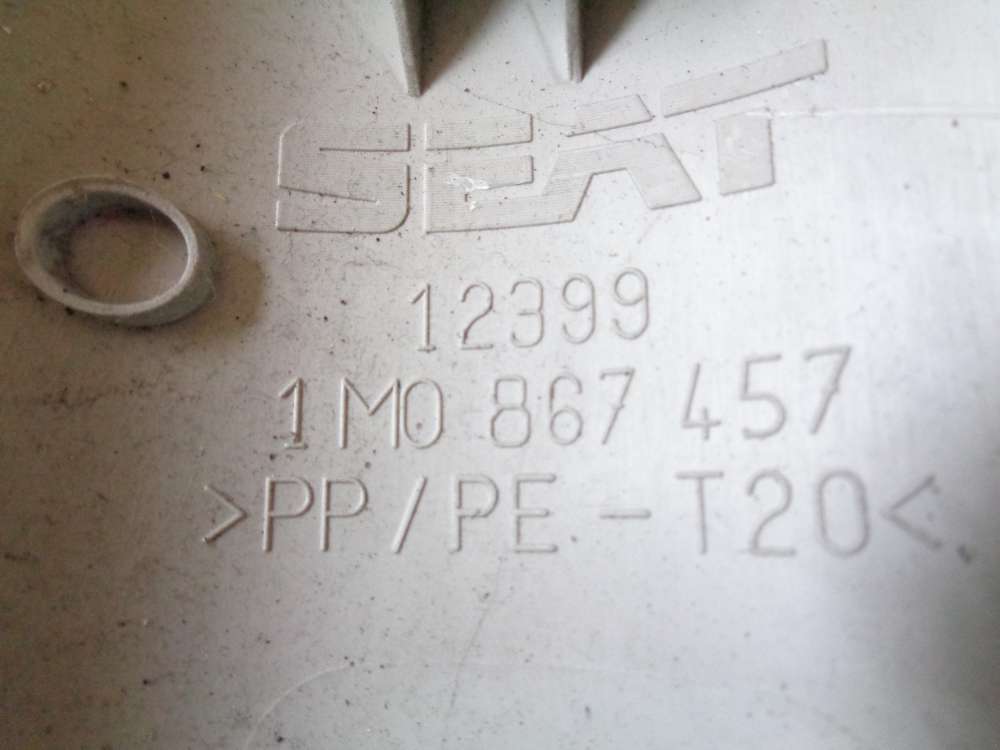 SEAT
12399
1M0 867 457
>PP/PE-T20<